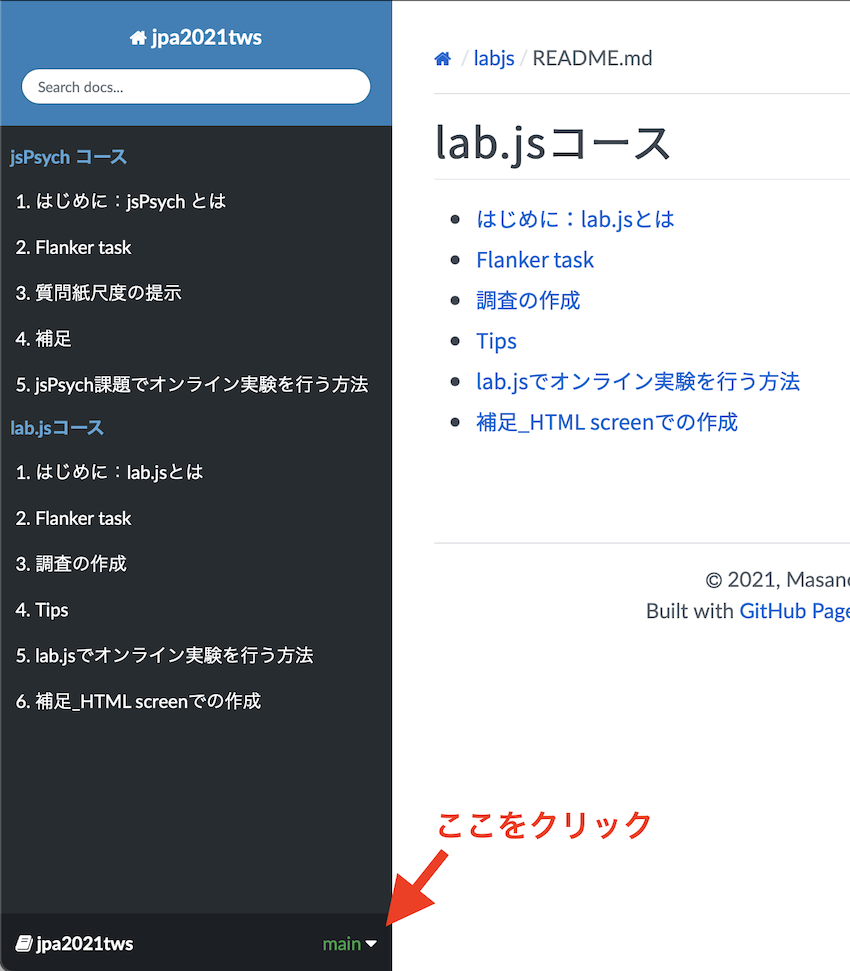 jpa2021tws
Search docs...
jsPsych コース
1. はじめに：jsPsych とは
2. Flanker task
3. 質問紙尺度の提示
4. 補足
5. jsPsych課題でオンライン実験を行う方法
lab.jsコース
1. はじめに：lab.jsとは
2. Flanker task
3. 調査の作成
4. Tips
5. lab.jsでオンライン実験を行う方法
6. 補足_HTML screenでの作成
jpa2021tws
main
/ labjs / README.md
lab.jsコース
はじめに：lab.jsとは
Flanker task
調査の作成
Tips
lab.jsでオンライン実験を行う方法
補足_HTML screenでの作成
© 2021, Masano
Built with GitHub Page
ここをクリック